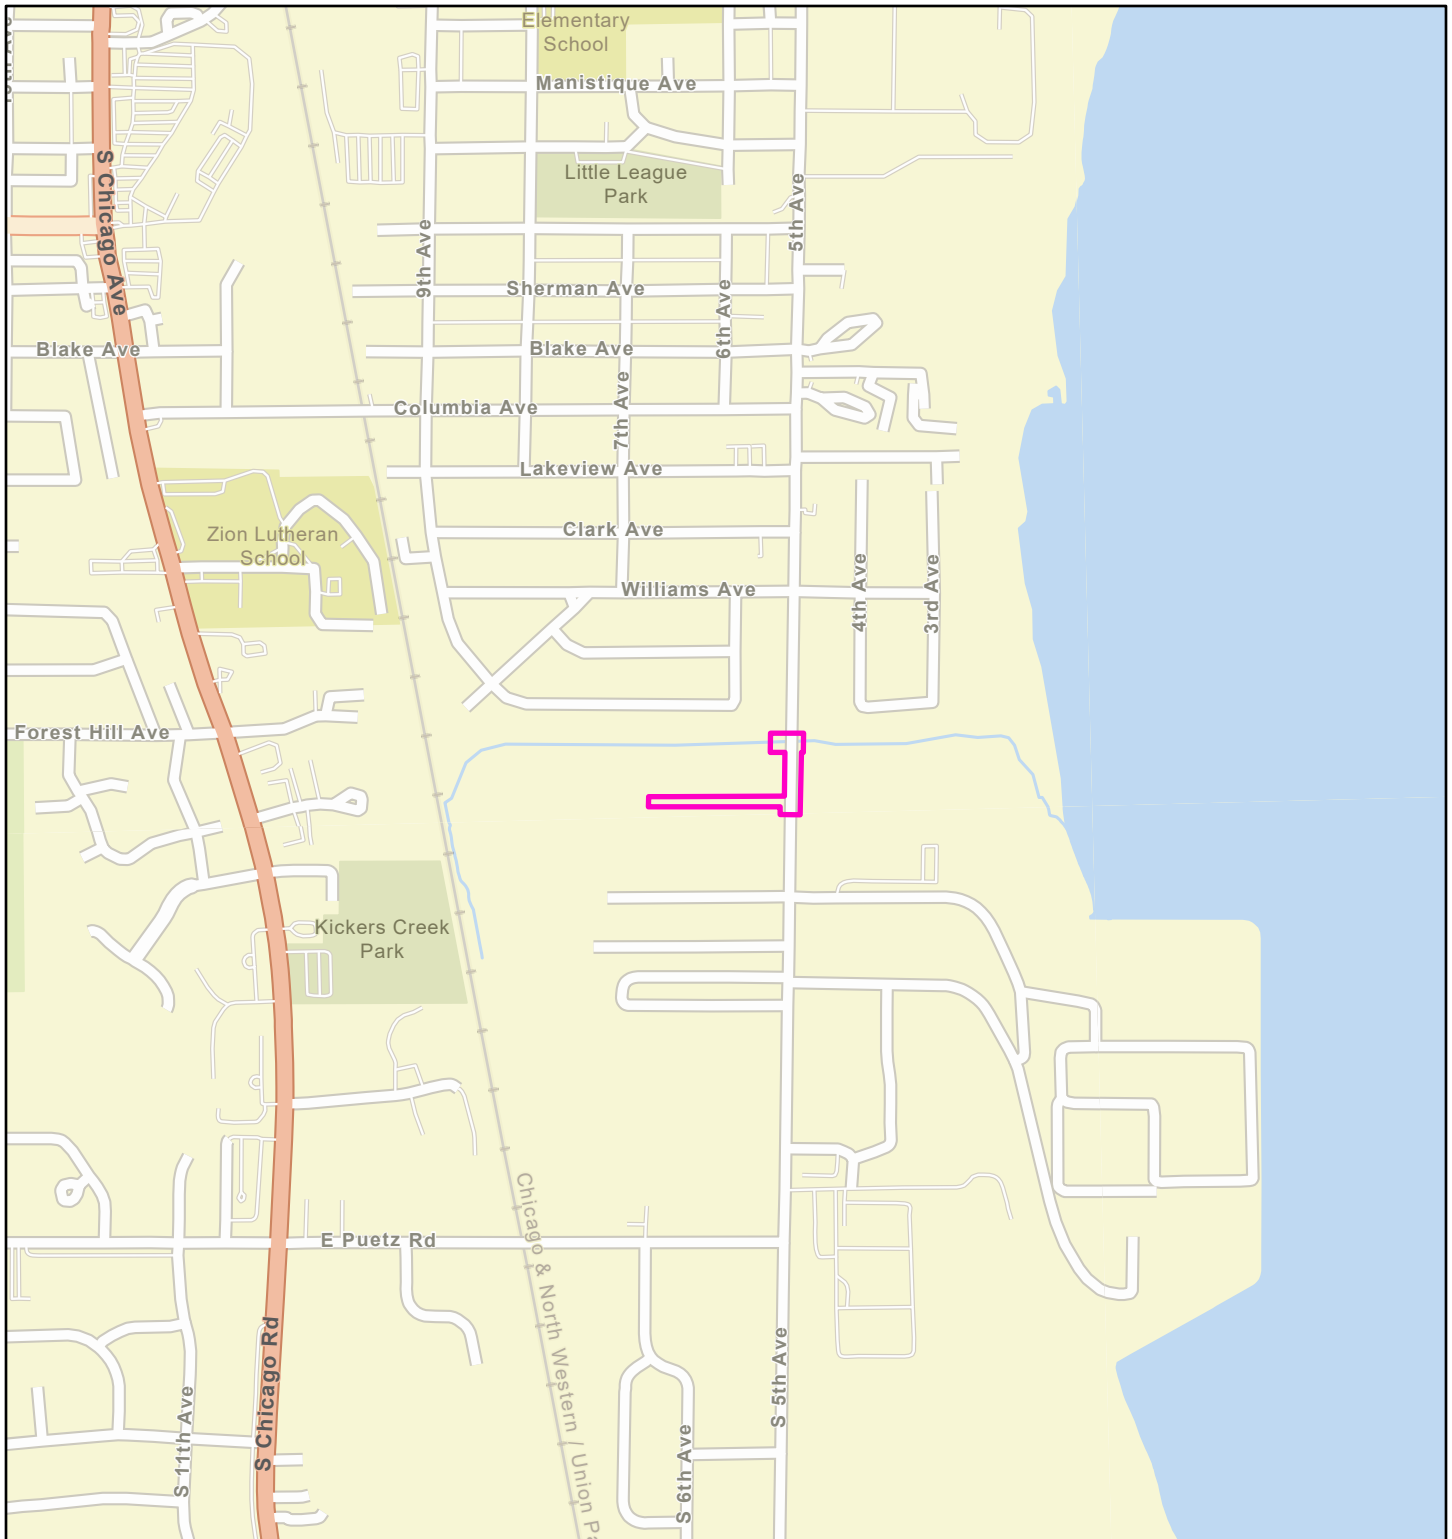 Elementary
School
Manistique Ave
Little League
Park
S Chicago Ave
9th Ave
5th Ave
Sherman Ave
6th Ave
Blake Ave
Blake Ave
Columbia Ave
7th Ave
Lakeview Ave
Zion Lutheran
School
Clark Ave
Williams Ave
4th Ave
3rd Ave
Forest Hill Ave
Kickers Creek
Park
E Puetz Rd
Chicago & North Western / Union Pa
S Chicago Rd
S 5th Ave
S 11th Ave
S 6th Ave